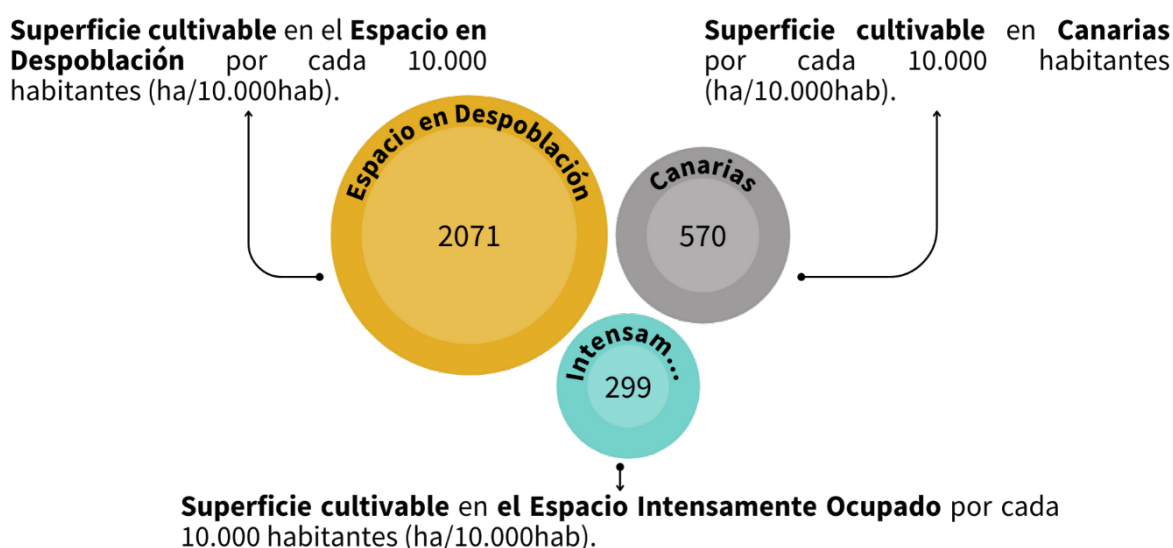 Superficie cultivable en el Espacio en
Despoblación por cada 10.000
habitantes (ha/10.000hab).
Superficie cultivable en Canarias
por cada 10.000 habitantes
(ha/10.000hab).
Espacio en Despoblación
2071
Canarias
570
Intensam...
299
Superficie cultivable en el Espacio Intensamente Ocupado por cada
10.000 habitantes (ha/10.000hab).